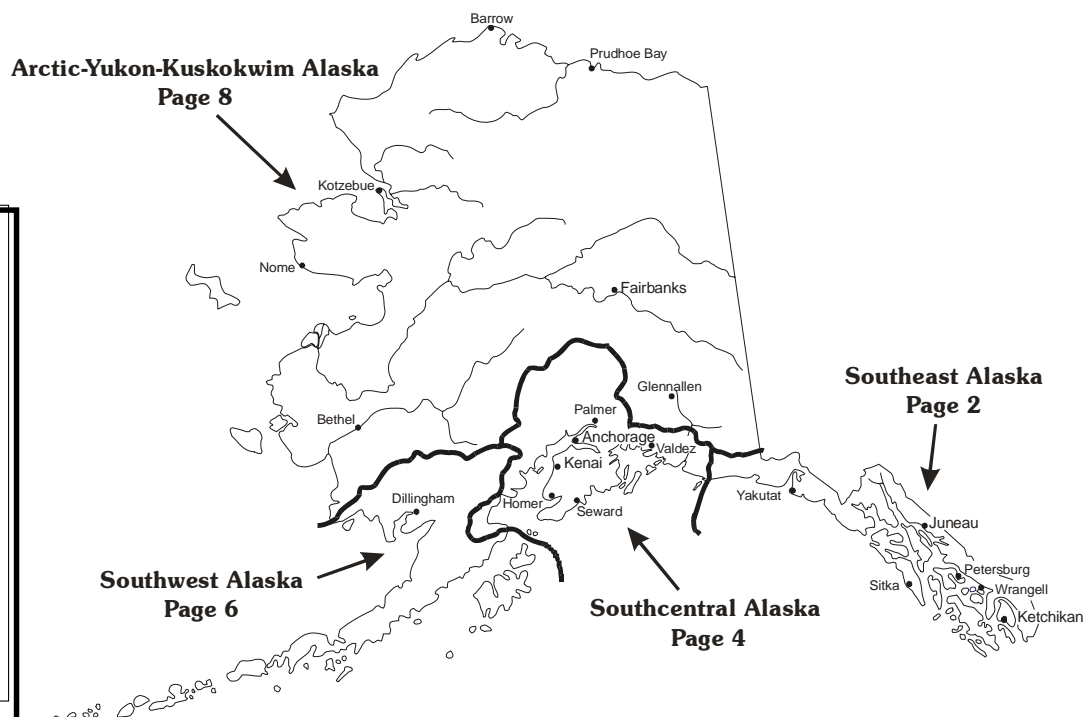 Barrow
Prudhoe Bay
Arctic-Yukon-Kuskokwim Alaska
Page 8
Kotzebue
Nome
Fairbanks
Southeast Alaska
Page 2
Glennallen
Palmer
Bethel
Anchorage
Valdez
Kenai
Dillingham
Homer
Seward
Yakutat
Juneau
Southwest Alaska
Page 6
Southcentral Alaska
Page 4
Petersburg
Sitka
Wrangell
Ketchikan